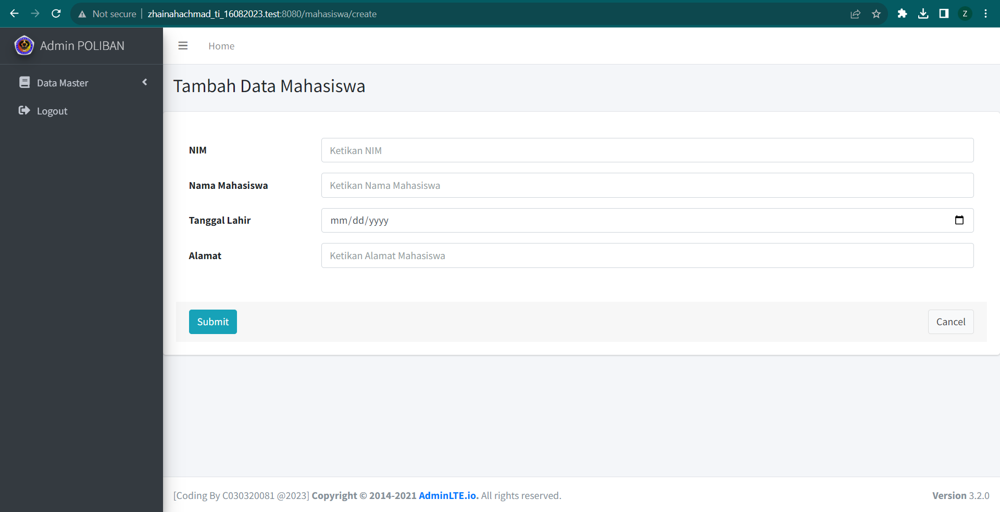 Not secure | zhainahachmad_ti_16082023.test:8080/mahasiswa/create
Z
Admin POLIBAN
Home
Data Master
Logout
Tambah Data Mahasiswa
NIM
Ketikan NIM
Nama Mahasiswa
Ketikan Nama Mahasiswa
Tanggal Lahir
mm/dd/yyyy
Alamat
Ketikan Alamat Mahasiswa
Submit
Cancel
[Coding By C030320081 @2023] Copyright © 2014-2021 AdminLTE.io. All rights reserved.
Version 3.2.0